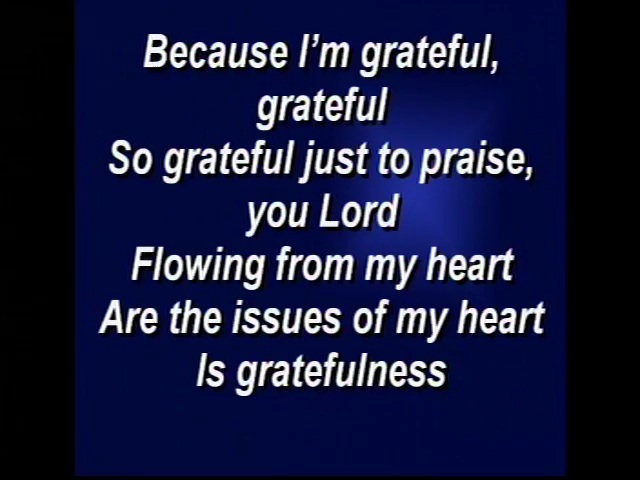 Because I'm grateful,
grateful
So grateful just to praise,
you Lord
Flowing from my heart
Are the issues of my heart
Is gratefulness